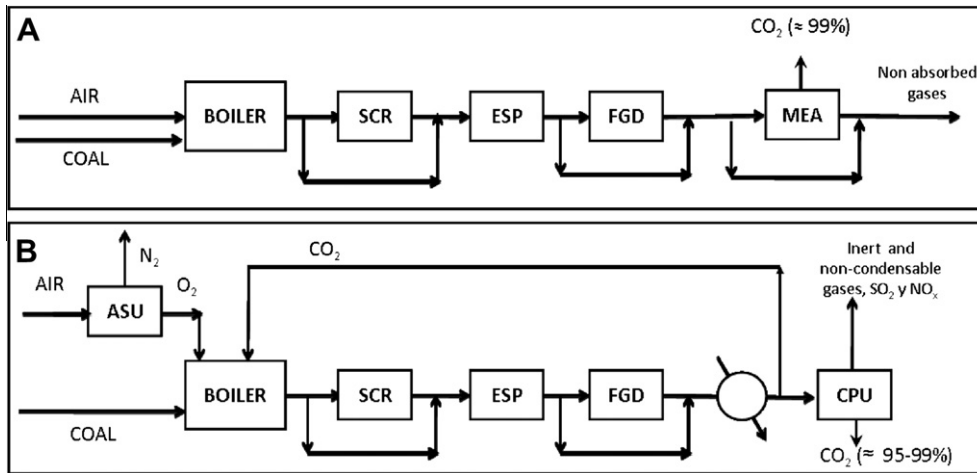 A
CO₂ (≈ 99%)
Non absorbed
gases
AIR
COAL
BOILER
SCR
ESP
FGD
MEA
B
N₂
AIR
O₂
ASU
CO₂
Inert and
non-condensable
gases, SO₂ y NOₓ
COAL
BOILER
SCR
ESP
FGD
CPU
CO₂ (≈ 95-99%)